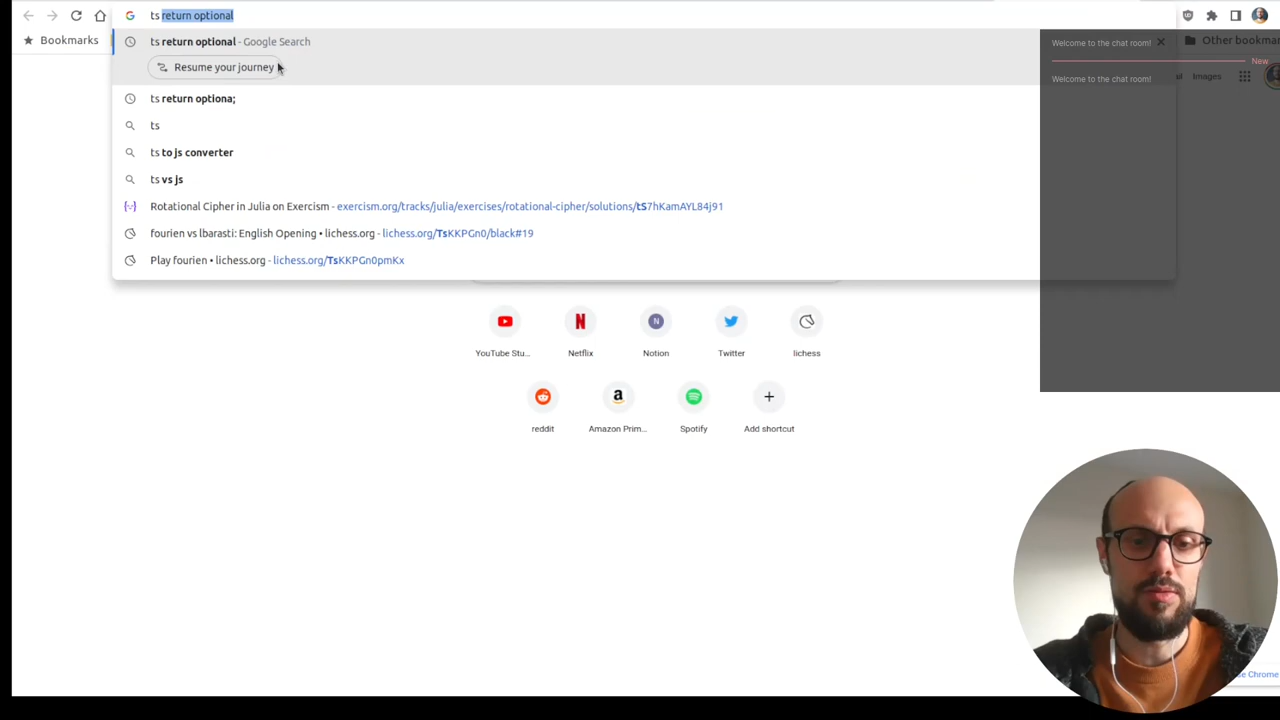 ts return optional
ts return optional - Google Search
Resume your journey
ts return optiona;
ts
ts to js converter
ts vs js
Rotational Cipher in Julia on Exercism - exercism.org/tracks/julia/exercises/rotational-cipher/solutions/tS7hKamAYL84j91
fourien vs lbarasti: English Opening • lichess.org - lichess.org/TsKKPGn0/black#19
Play fourien • lichess.org - lichess.org/TsKKPGn0pmKx
Bookmarks
Other bookmar
Welcome to the chat room!
New
Welcome to the chat room!
Images
YouTube Stu...
Netflix
N
Notion
Twitter
lichess
reddit
a
Amazon Prim...
Spotify
Add shortcut
Chrome